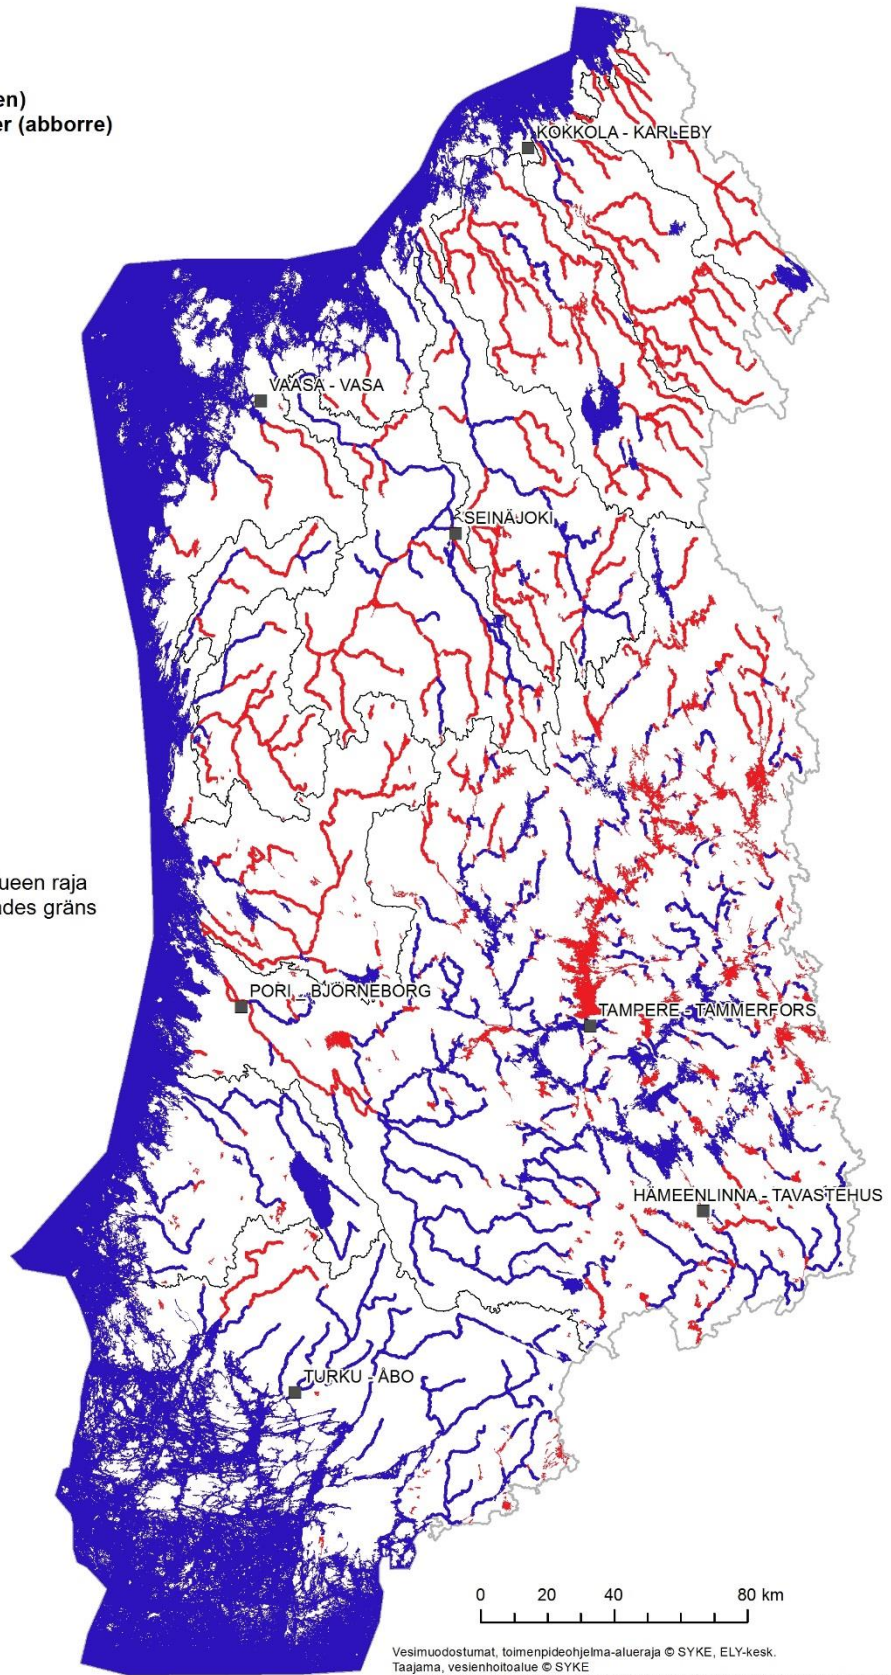 en)
er (abborre)
KOKKOLA - KARLEBY
VAASA - VASA
SEINÄJOKI
ueen raja
ades gräns
PORI - BJÖRNEBORG
TAMPERE - TAMMERFORS
HÄMEENLINNA - TAVASTEHUS
TURKU - ÅBO
0 20 40 80 km
Vesimuodostumat, toimenpideohjelma-alueraja © SYKE, ELY-kesk.
Taajama, vesienhoitoalue © SYKE